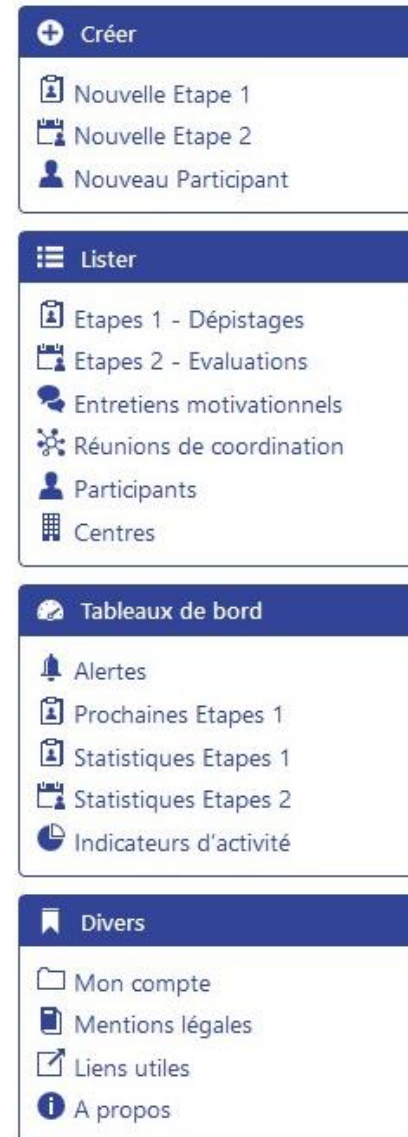 Créer
Nouvelle Etape 1
Nouvelle Etape 2
Nouveau Participant
Lister
Etapes 1 - Dépistages
Etapes 2 - Evaluations
Entretiens motivationnels
Réunions de coordination
Participants
Centres
Tableaux de bord
Alertes
Prochaines Etapes 1
Statistiques Etapes 1
Statistiques Etapes 2
Indicateurs d'activité
Divers
Mon compte
Mentions légales
Liens utiles
A propos